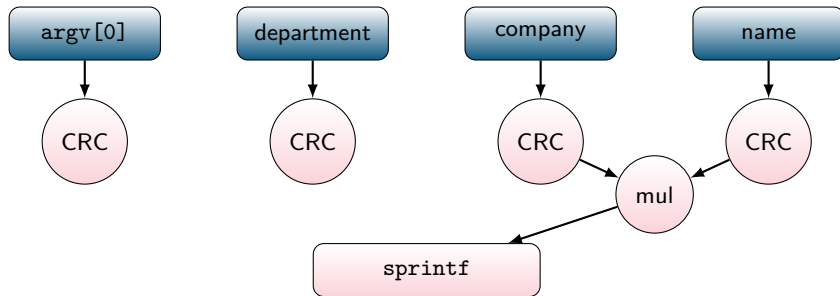 argv[0]
department
company
name
CRC
CRC
CRC
CRC
mul
sprintf